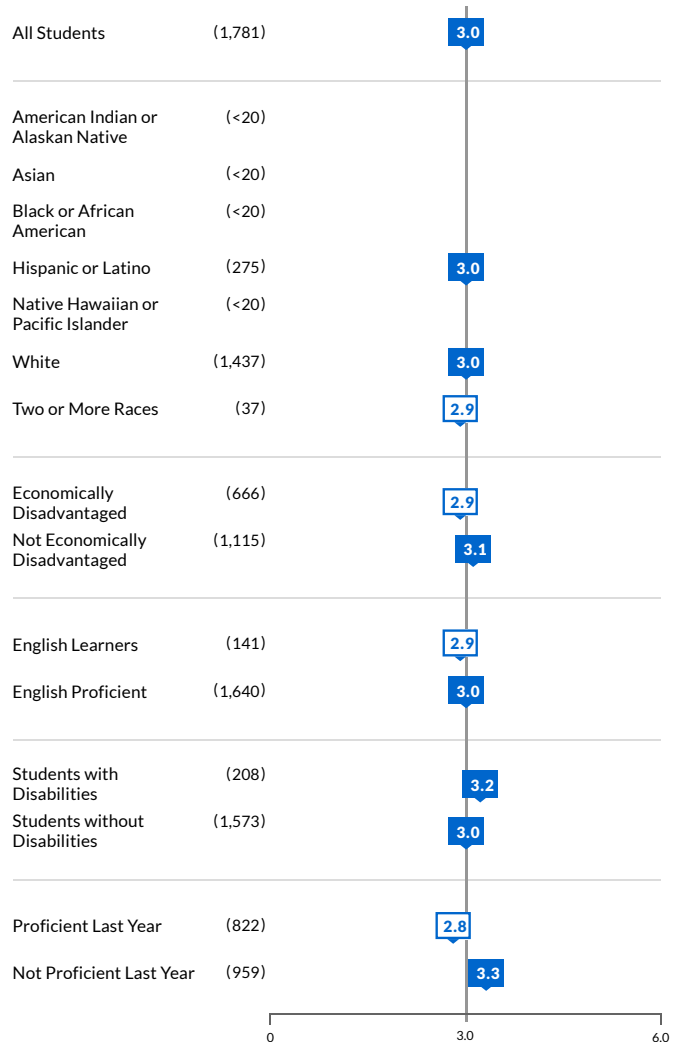 All Students (1,781) 3.0
American Indian or (<20)
Alaskan Native
Asian (<20)
Black or African (<20)
American
Hispanic or Latino (275) 3.0
Native Hawaiian or (<20)
Pacific Islander
White (1,437) 3.0
Two or More Races (37) 2.9
Economically (666) 2.9
Disadvantaged
Not Economically (1,115) 3.1
Disadvantaged
English Learners (141) 2.9
English Proficient (1,640) 3.0
Students with (208) 3.2
Disabilities
Students without (1,573) 3.0
Disabilities
Proficient Last Year (822) 2.8
Not Proficient Last Year (959) 3.3
0 3.0 6.0